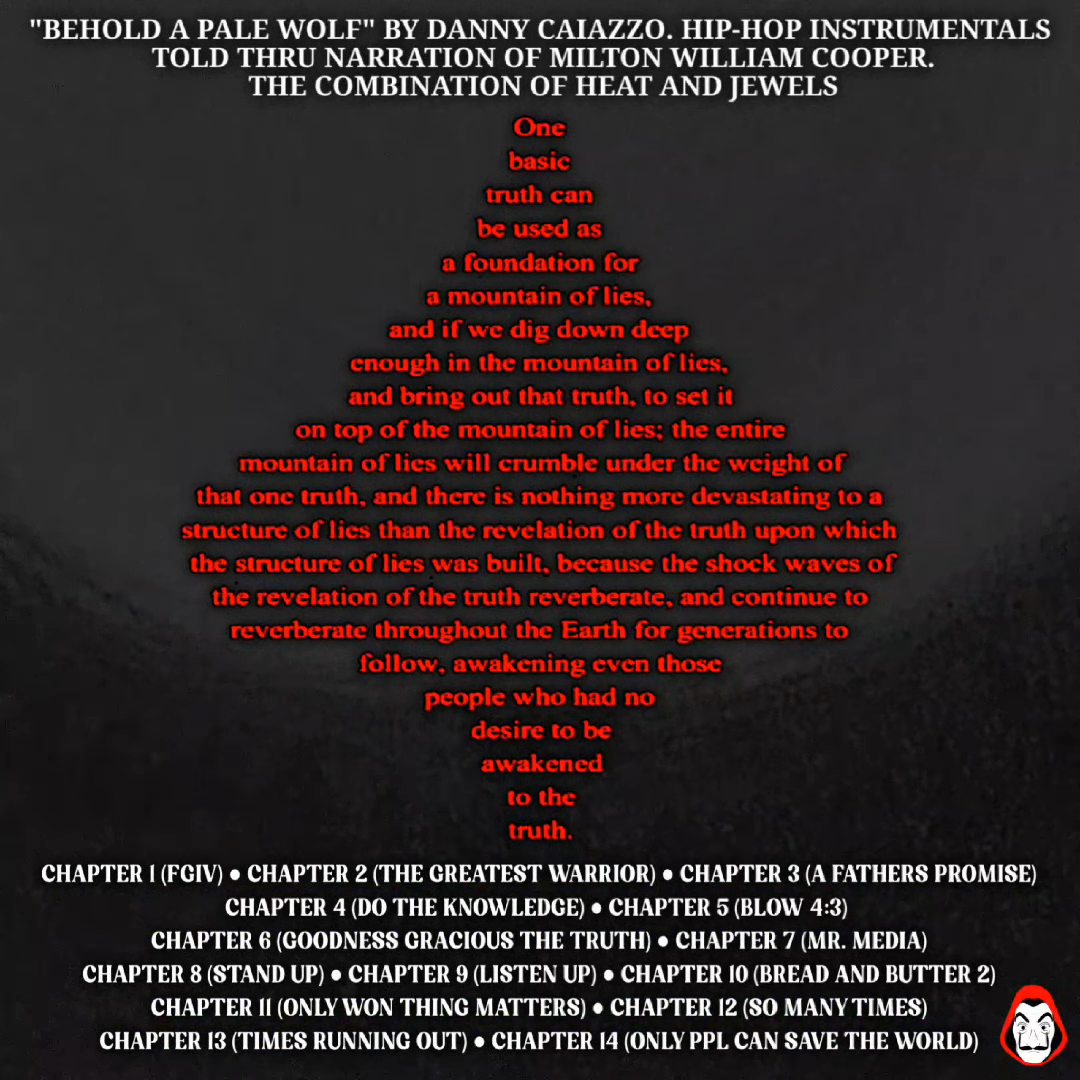 "BEHOLD A PALE WOLF" BY DANNY CAIAZZO. HIP-HOP INSTRUMENTALS
TOLD THRU NARRATION OF MILTON WILLIAM COOPER.
THE COMBINATION OF HEAT AND JEWELS
One
basic
truth can
be used as
a foundation for
a mountain of lies,
and if we dig down deep
enough in the mountain of lies,
and bring out that truth, to set it
on top of the mountain of lies; the entire
mountain of lies will crumble under the weight of
that one truth, and there is nothing more devastating to a
structure of lies than the revelation of the truth upon which
the structure of lies was built, because the shock waves of
the revelation of the truth reverberate, and continue to
reverberate throughout the Earth for generations to
follow, awakening even those
people who had no
desire to be
awakened
to the
truth.
CHAPTER 1 (FGIV) • CHAPTER 2 (THE GREATEST WARRIOR) • CHAPTER 3 (A FATHERS PROMISE)
CHAPTER 4 (DO THE KNOWLEDGE) • CHAPTER 5 (BLOW 4:3)
CHAPTER 6 (GOODNESS GRACIOUS THE TRUTH) • CHAPTER 7 (MR. MEDIA)
CHAPTER 8 (STAND UP) • CHAPTER 9 (LISTEN UP) • CHAPTER 10 (BREAD AND BUTTER 2)
CHAPTER 11 (ONLY WON THING MATTERS) • CHAPTER 12 (SO MANY TIMES)
CHAPTER 13 (TIMES RUNNING OUT) • CHAPTER 14 (ONLY PPL CAN SAVE THE WORLD)